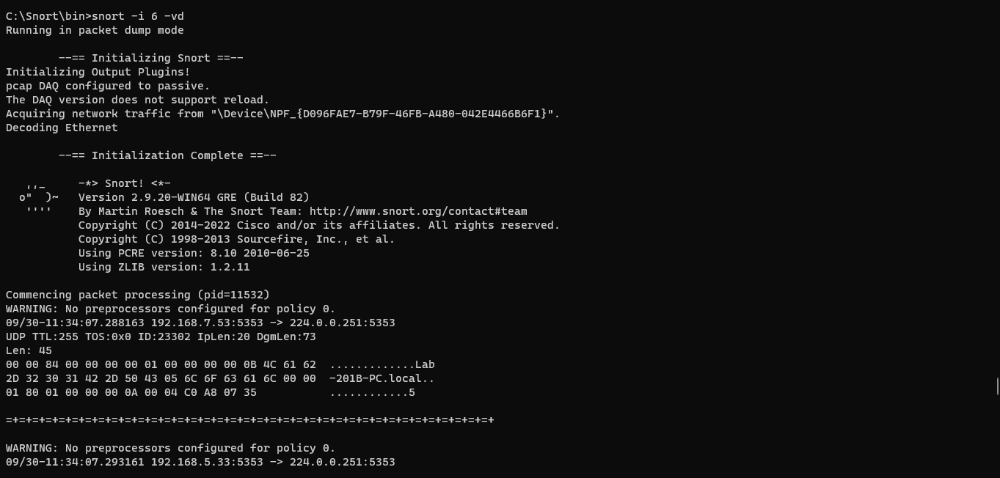 C:\Snort\bin>snort -i 6 -vd
Running in packet dump mode
--== Initializing Snort ==--
Initializing Output Plugins!
pcap DAQ configured to passive.
The DAQ version does not support reload.
Acquiring network traffic from "\Device\NPF_{D096FAE7-B79F-46FB-A480-042E4466B6F1}".
Decoding Ethernet
--== Initialization Complete ==--
,,_ -*> Snort! <*-
o" )~ Version 2.9.20-WIN64 GRE (Build 82)
'''' By Martin Roesch & The Snort Team: http://www.snort.org/contact#team
Copyright (C) 2014-2022 Cisco and/or its affiliates. All rights reserved.
Copyright (C) 1998-2013 Sourcefire, Inc., et al.
Using PCRE version: 8.10 2010-06-25
Using ZLIB version: 1.2.11
Commencing packet processing (pid=11532)
WARNING: No preprocessors configured for policy 0.
09/30-11:34:07.288163 192.168.7.53:5353 -> 224.0.0.251:5353
UDP TTL:255 TOS:0x0 ID:23302 IpLen:20 DgmLen:73
Len: 45
00 00 84 00 00 00 00 01 00 00 00 00 0B 4C 61 62 .............Lab
2D 32 30 31 42 2D 50 43 05 6C 6F 63 61 6C 00 00 -201B-PC.local..
01 80 01 00 00 00 0A 00 04 C0 A8 07 35 ............5
=+=+=+=+=+=+=+=+=+=+=+=+=+=+=+=+=+=+=+=+=+=+=+=+=+=+=+=+=+=+=+=+=+=+=+=+=+
WARNING: No preprocessors configured for policy 0.
09/30-11:34:07.293161 192.168.5.33:5353 -> 224.0.0.251:5353